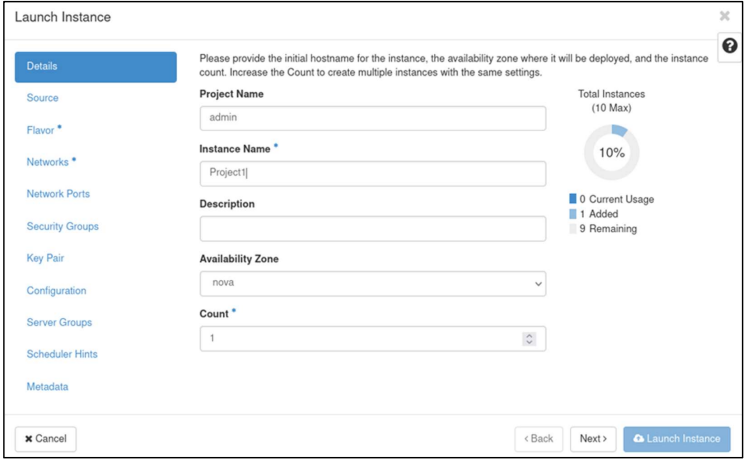 Launch Instance
Details
Source
Flavor *
Networks *
Network Ports
Security Groups
Key Pair
Configuration
Server Groups
Scheduler Hints
Metadata
Please provide the initial hostname for the instance, the availability zone where it will be deployed, and the instance
count. Increase the Count to create multiple instances with the same settings.
Project Name
admin
Instance Name *
Project1
Description
Availability Zone
nova
Count *
1
Total Instances
(10 Max)
10%
0 Current Usage
1 Added
9 Remaining
Cancel
< Back
Next >
Launch Instance